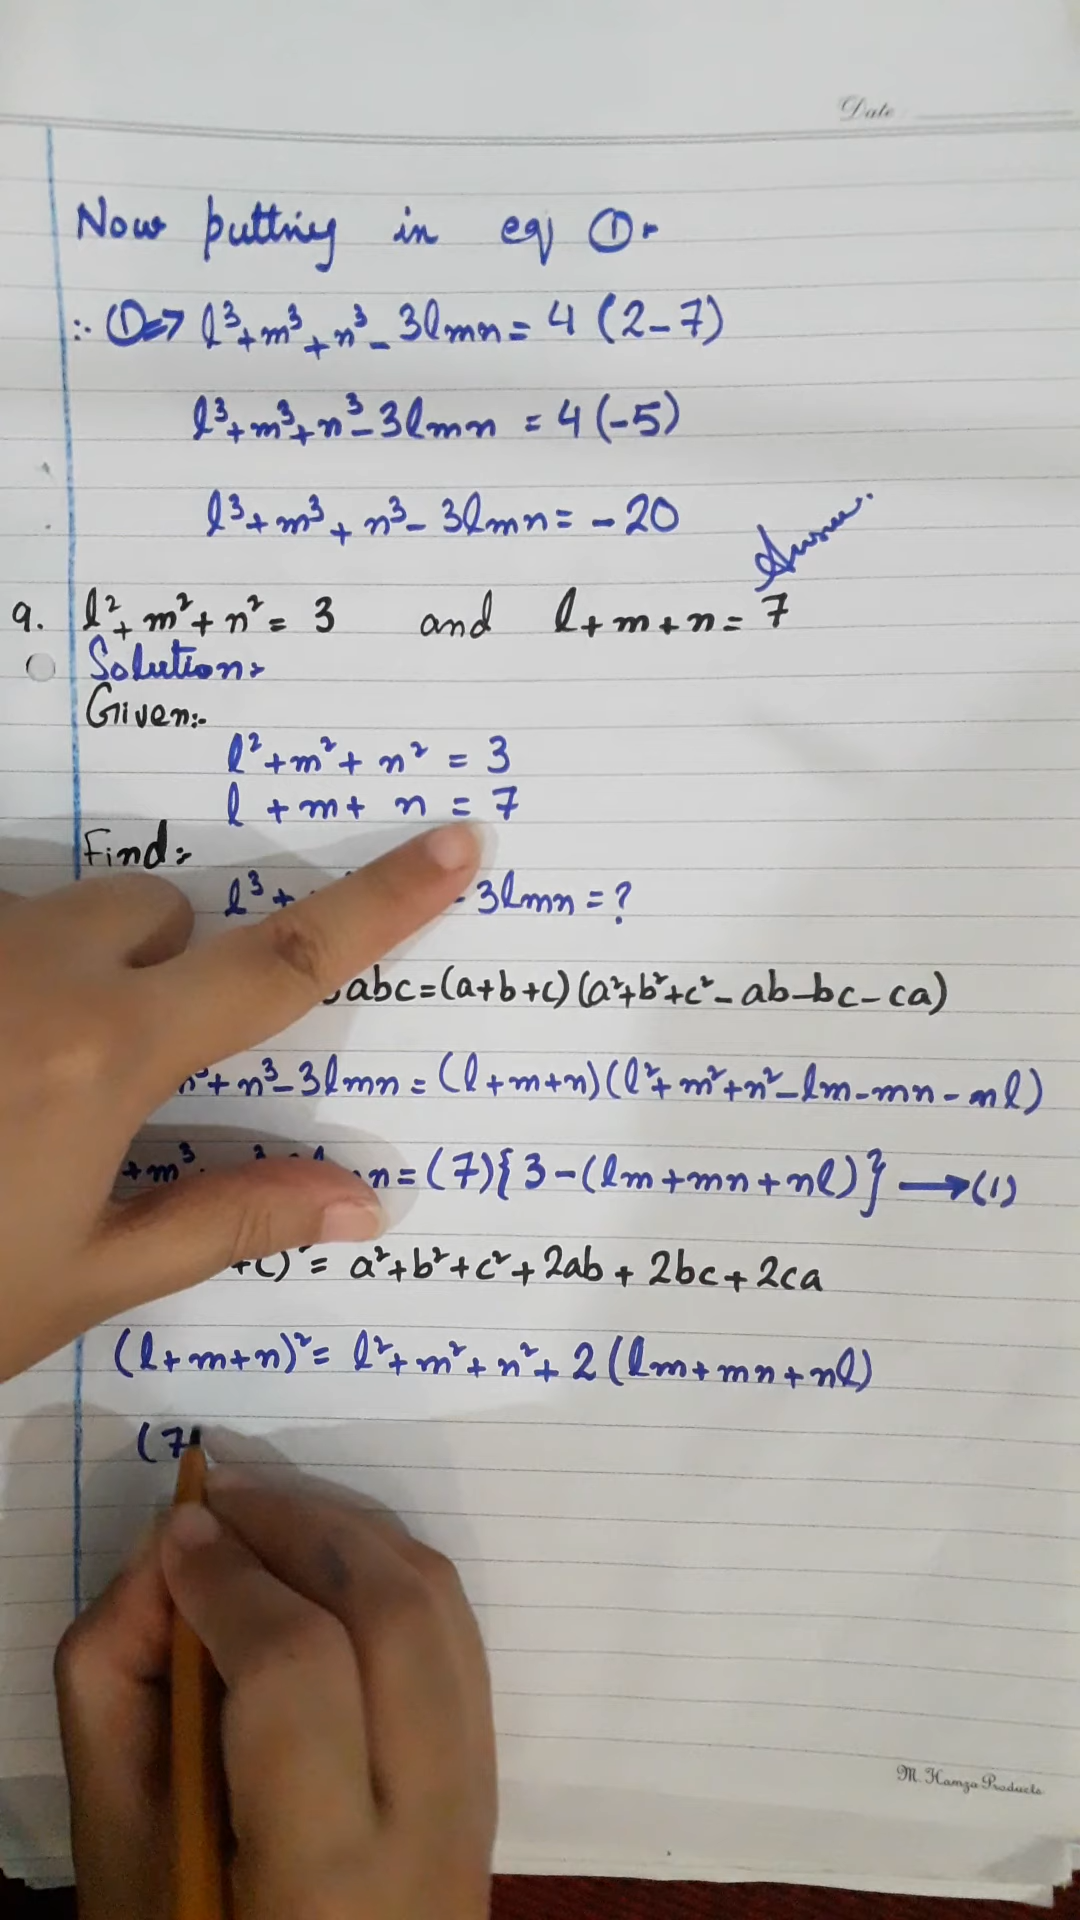 Date
Now putting in eq ①:-
∴ ①=> l³+m³+n³-3lmn = 4(2-7)
l³+m³+n³-3lmn = 4(-5)
l³+m³+n³-3lmn = -20
Answer.
9. l²+m²+n² = 3 and l+m+n = 7
Solution:-
Given:-
l²+m²+n² = 3
l+m+n = 7
Find:-
l³+ - 3lmn = ?
abc=(a+b+c)(a²+b²+c²-ab-bc-ca)
+n³-3lmn = (l+m+n)(l²+m²+n²-lm-mn-nl)
+m³ n=(7){3-(lm+mn+nl)} →(1)
+c)²= a²+b²+c²+2ab+2bc+2ca
(l+m+n)²= l²+m²+n²+2(lm+mn+nl)
(7
M. Hamza Products